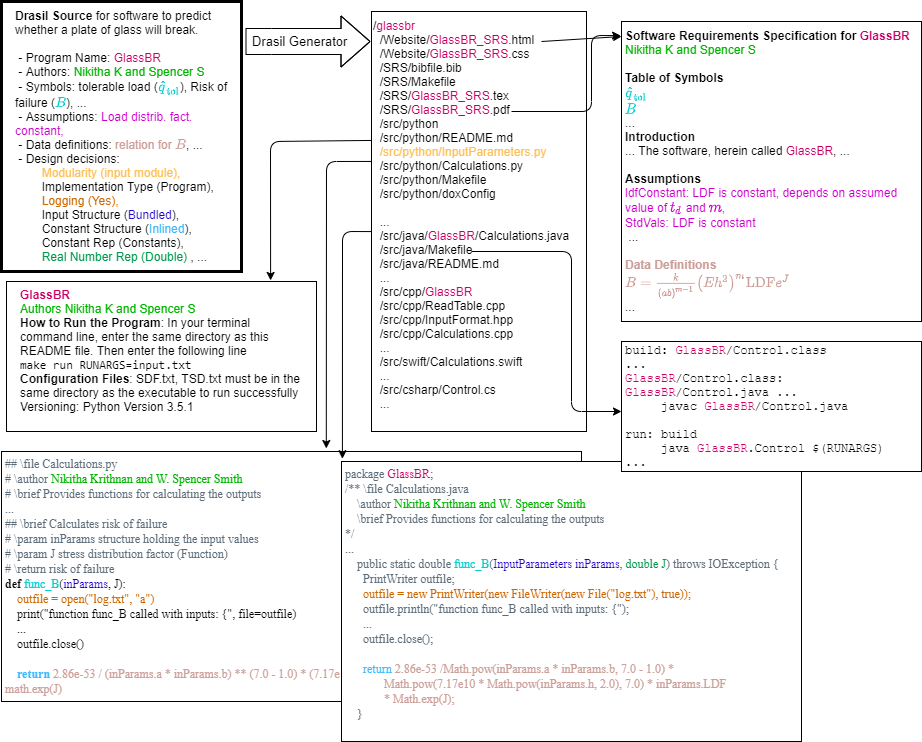 Drasil Source for software to predict
whether a plate of glass will break.
- Program Name: GlassBR
- Authors: Nikitha K and Spencer S
- Symbols: tolerable load (q̂_tol), Risk of
failure (B), ...
- Assumptions: Load distrib. fact.
constant,
- Data definitions: relation for B, ...
- Design decisions:
Modularity (input module),
Implementation Type (Program),
Logging (Yes),
Input Structure (Bundled),
Constant Structure (Inlined),
Constant Rep (Constants),
Real Number Rep (Double) , ...
Drasil Generator
/glassbr
/Website/GlassBR_SRS.html
/Website/GlassBR_SRS.css
/SRS/bibfile.bib
/SRS/Makefile
/SRS/GlassBR_SRS.tex
/SRS/GlassBR_SRS.pdf
/src/python
/src/python/README.md
/src/python/InputParameters.py
/src/python/Calculations.py
/src/python/Makefile
/src/python/doxConfig
...
/src/java/GlassBR/Calculations.java
/src/java/Makefile
/src/java/README.md
...
/src/cpp/GlassBR
/src/cpp/ReadTable.cpp
/src/cpp/InputFormat.hpp
/src/cpp/Calculations.cpp
...
/src/swift/Calculations.swift
...
/src/csharp/Control.cs
...
Software Requirements Specification for GlassBR
Nikitha K and Spencer S
Table of Symbols
q̂_tol
B
...
Introduction
... The software, herein called GlassBR, ...
Assumptions
ldfConstant: LDF is constant, depends on assumed
value of t_d and m,
StdVals: LDF is constant
...
Data Definitions
B = k/(ab)^(m−1) (Eh^2)^m LDFe^J
...
GlassBR
Authors Nikitha K and Spencer S
How to Run the Program: In your terminal
command line, enter the same directory as this
README file. Then enter the following line
make run RUNARGS=input.txt
Configuration Files: SDF.txt, TSD.txt must be in the
same directory as the executable to run successfully
Versioning: Python Version 3.5.1
build: GlassBR/Control.class
...
GlassBR/Control.class:
GlassBR/Control.java ...
javac GlassBR/Control.java
run: build
java GlassBR.Control $(RUNARGS)
...
## \file Calculations.py
# \author Nikitha Krithnan and W. Spencer Smith
# \brief Provides functions for calculating the outputs
...
## \brief Calculates risk of failure
# \param inParams structure holding the input values
# \param J stress distribution factor (Function)
# \return risk of failure
def func_B(inParams, J):
outfile = open("log.txt", "a")
print("function func_B called with inputs: {", file=outfile)
...
outfile.close()
return 2.86e-53 / (inParams.a * inParams.b) ** (7.0 - 1.0) * (7.17e
math.exp(J)
package GlassBR;
/** \file Calculations.java
\author Nikitha Krithnan and W. Spencer Smith
\brief Provides functions for calculating the outputs
*/
...
public static double func_B(InputParameters inParams, double J) throws IOException {
PrintWriter outfile;
outfile = new PrintWriter(new FileWriter(new File("log.txt"), true));
outfile.println("function func_B called with inputs: {");
...
outfile.close();
return 2.86e-53 /Math.pow(inParams.a * inParams.b, 7.0 - 1.0) *
Math.pow(7.17e10 * Math.pow(inParams.h, 2.0), 7.0) * inParams.LDF
* Math.exp(J);
}